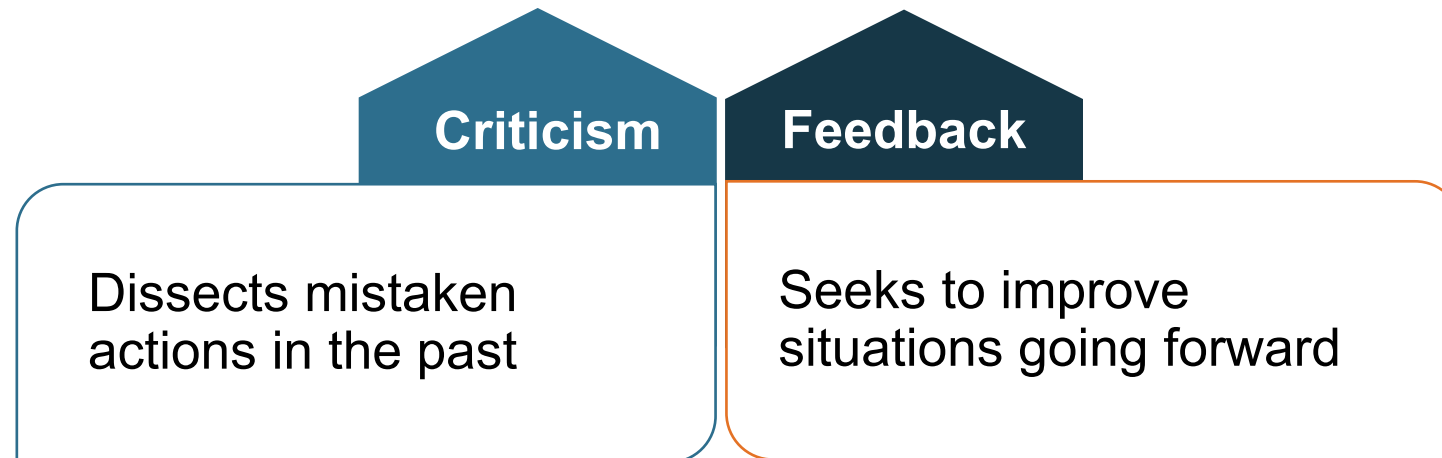 Criticism
Feedback
Dissects mistaken
actions in the past
Seeks to improve
situations going forward